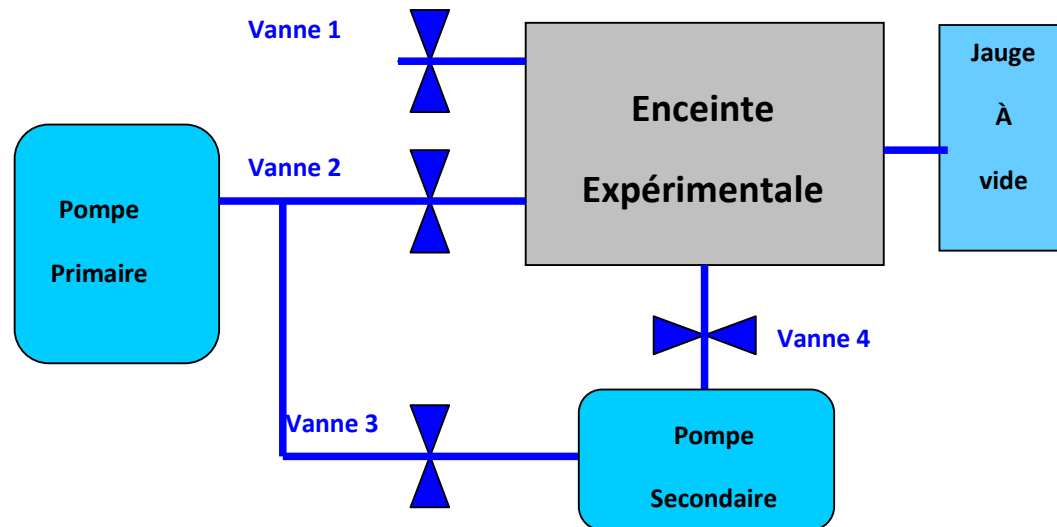 Vanne 1
Enceinte
Expérimentale
Jauge
À
vide
Vanne 2
Pompe
Primaire
Vanne 4
Vanne 3
Pompe
Secondaire